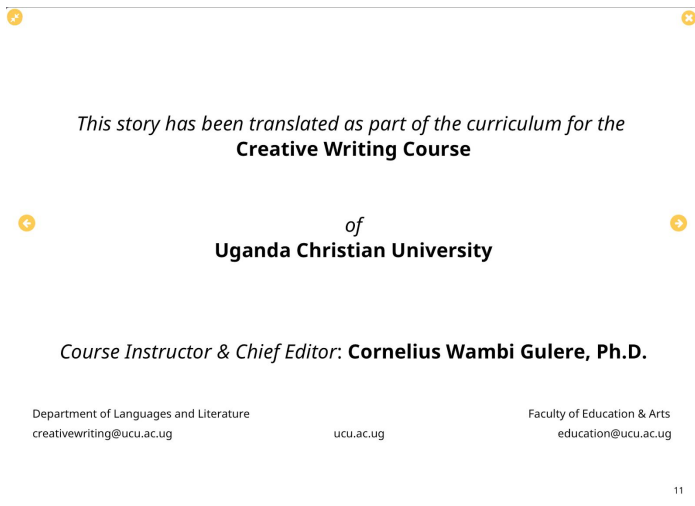 This story has been translated as part of the curriculum for the
Creative Writing Course
of
Uganda Christian University
Course Instructor & Chief Editor: Cornelius Wambi Gulere, Ph.D.
Department of Languages and Literature Faculty of Education & Arts
creativewriting@ucu.ac.ug ucu.ac.ug education@ucu.ac.ug
11